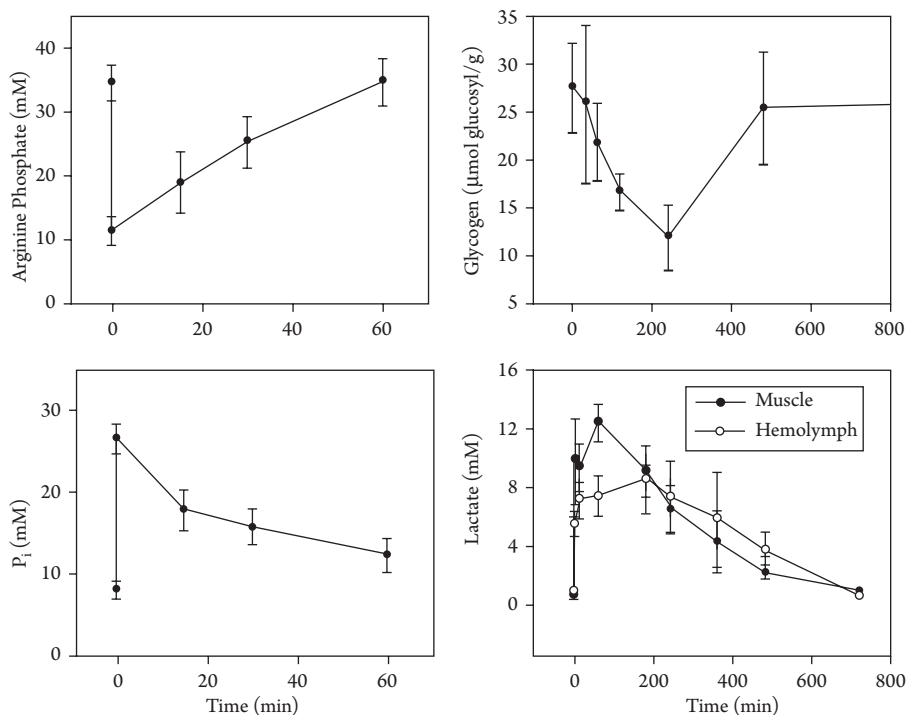 Arginine Phosphate (mM)
40
30
20
10
0
0 20 40 60
Glycogen (μmol glucosyl/g)
35
30
25
20
15
10
5
0 200 400 600 800
P_i (mM)
30
20
10
0
0 20 40 60
Time (min)
Lactate (mM)
16
12
8
4
0
Muscle
Hemolymph
0 200 400 600 800
Time (min)